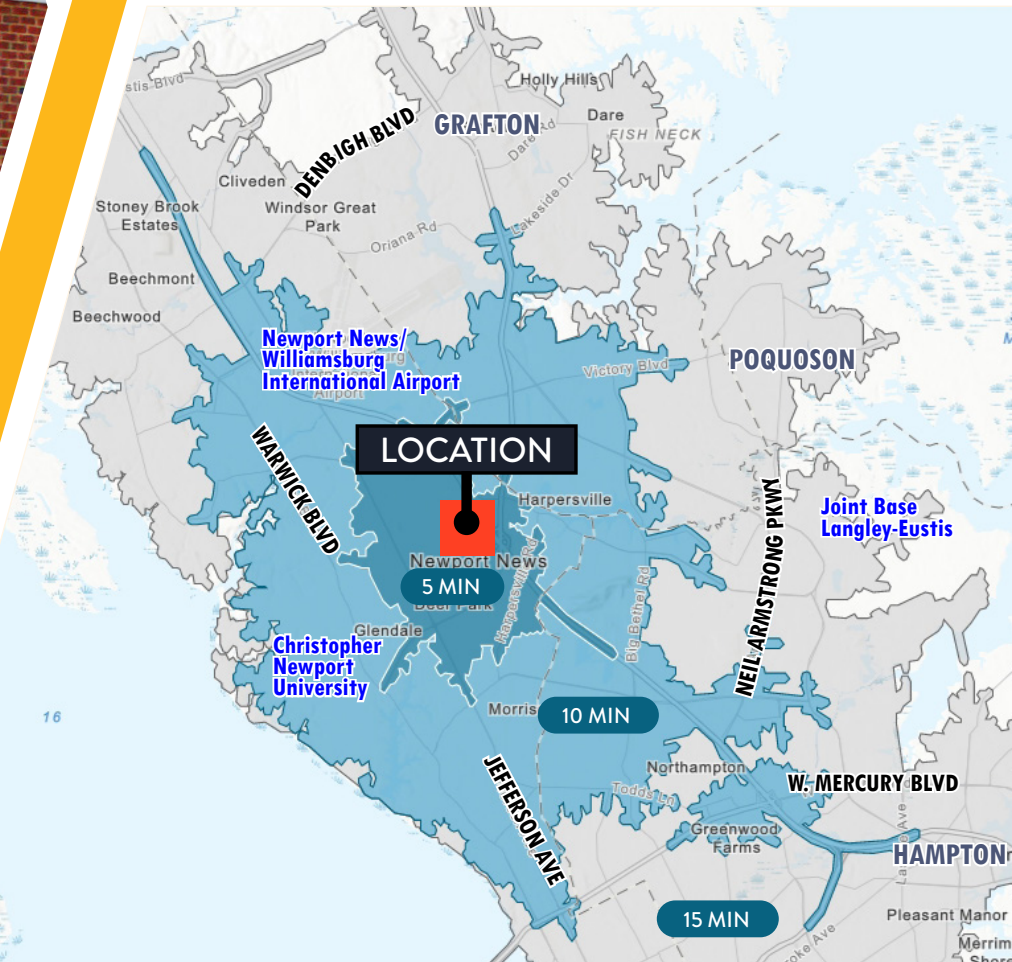 Holly Hills
Dare
GRAFTON
FISH NECK
DENBIGH BLVD
Dare Rd
Cliveden
Stoney Brook
Estates
Windsor Great
Park
Lakeside Dr
Oriana Rd
Beechmont
Beechwood
Newport News/
Williamsburg
International Airport
Airport
Victory Blvd
POQUOSON
WARWICK BLVD
LOCATION
Harpersville
NEIL ARMSTRONG PKWY
Joint Base
Langley-Eustis
Newport News
5 MIN
Harpersville Rd
Big Bethel Rd
Glendale
Christopher
Newport
University
16
Morris
10 MIN
JEFFERSON AVE
Northampton
W. MERCURY BLVD
Todds Ln
Greenwood
Farms
HAMPTON
15 MIN
Pleasant Manor